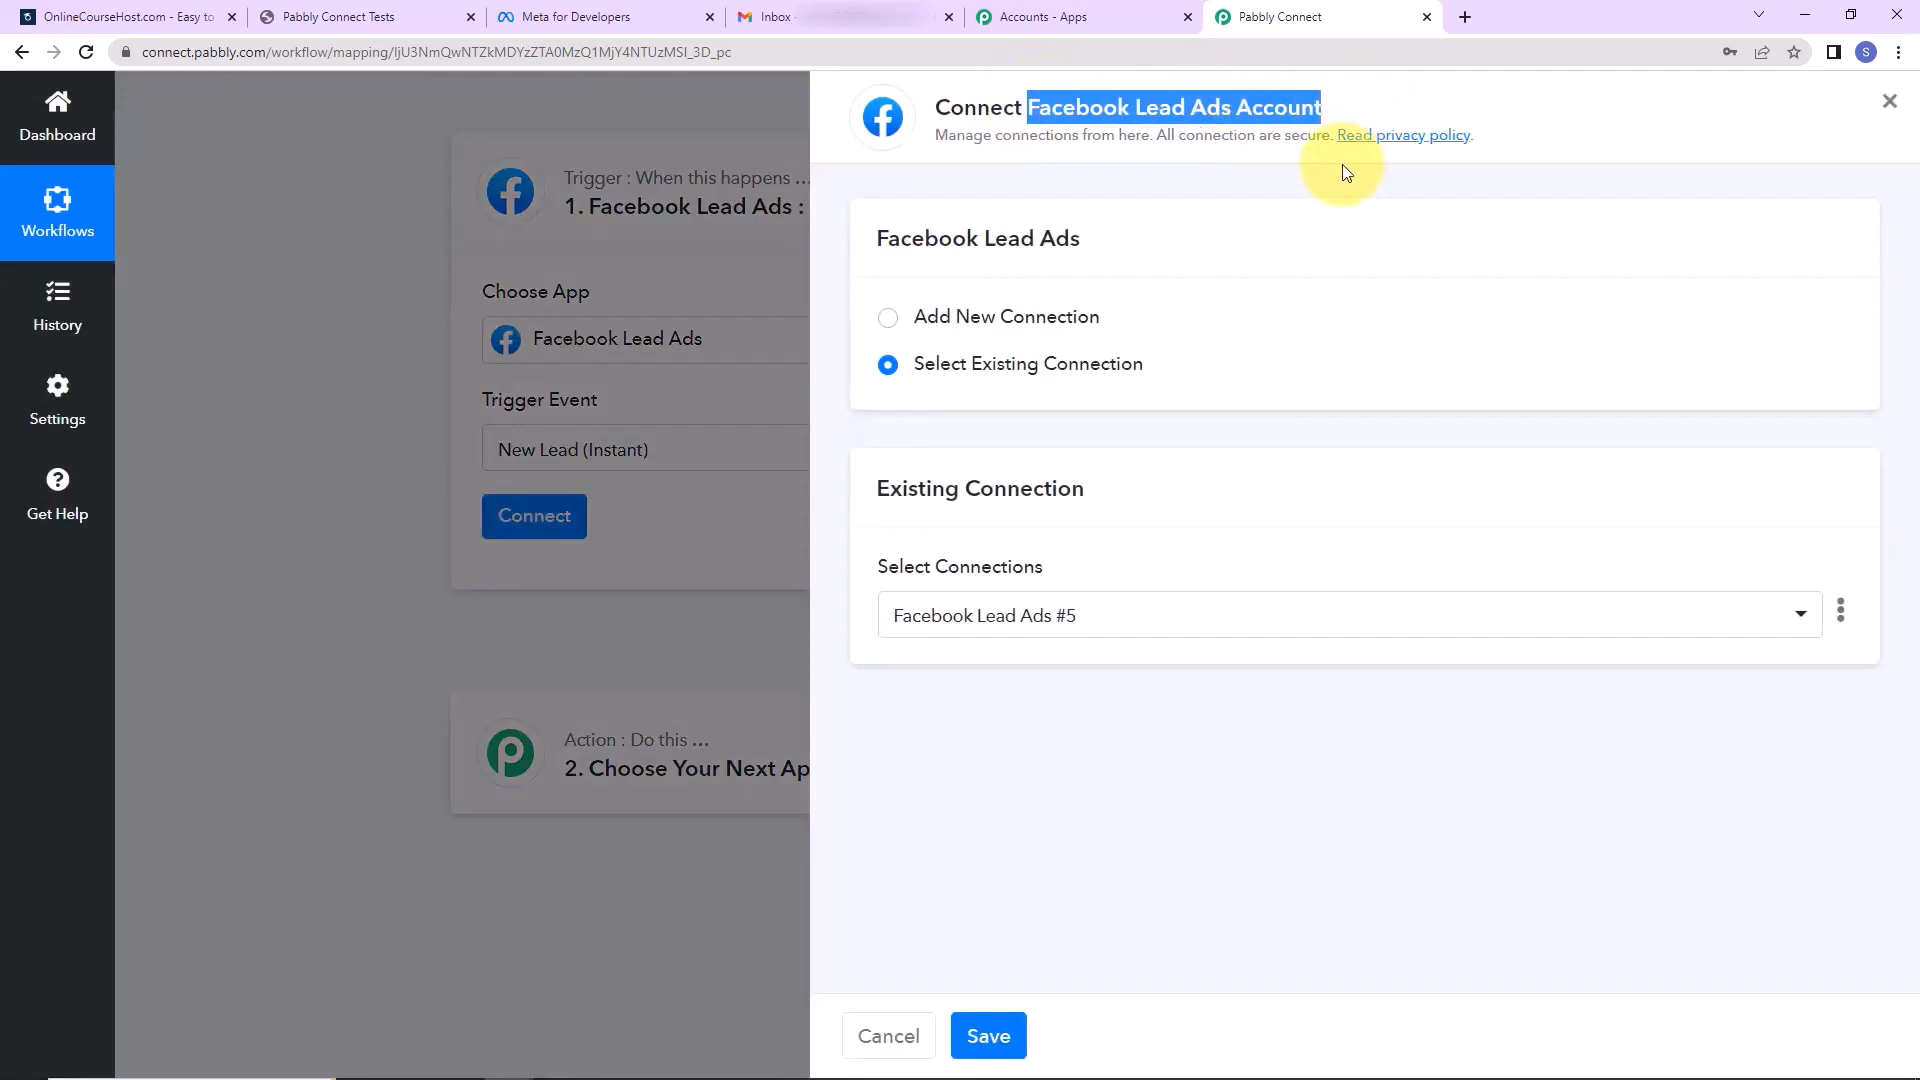 OnlineCourseHost.com - Easy to
Pabbly Connect Tests
Meta for Developers
Inbox -
Accounts - Apps
Pabbly Connect
connect.pabbly.com/workflow/mapping/IjU3NmQwNTZkMDYzZTA0MzQ1MjY4NTUzMSI_3D_pc
S
Dashboard
Workflows
History
Settings
Get Help
Trigger : When this happens ...
1. Facebook Lead Ads :
Choose App
Facebook Lead Ads
Trigger Event
New Lead (Instant)
Connect
Action : Do this ...
2. Choose Your Next Ap
Connect Facebook Lead Ads Account
Manage connections from here. All connection are secure. Read privacy policy.
Facebook Lead Ads
Add New Connection
Select Existing Connection
Existing Connection
Select Connections
Facebook Lead Ads #5
Cancel
Save